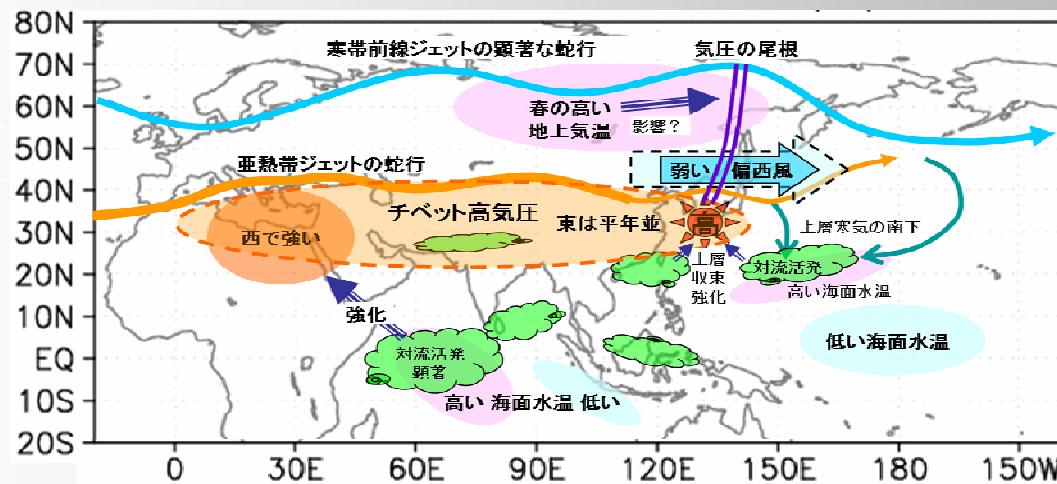 80N
70N
60N
50N
40N
30N
20N
10N
EQ
10S
20S
寒帯前線ジェットの顕著な蛇行
気圧の尾根
春の高い
地上気温
影響?
亜熱帯ジェットの蛇行
弱い 偏西風
チベット高気圧
東は平年並
高
西で強い
上層寒気の南下
上層
収束
強化
対流活発
高い海面水温
強化
対流活発
顕著
低い海面水温
高い 海面水温 低い
0 30E 60E 90E 120E 150E 180 150W